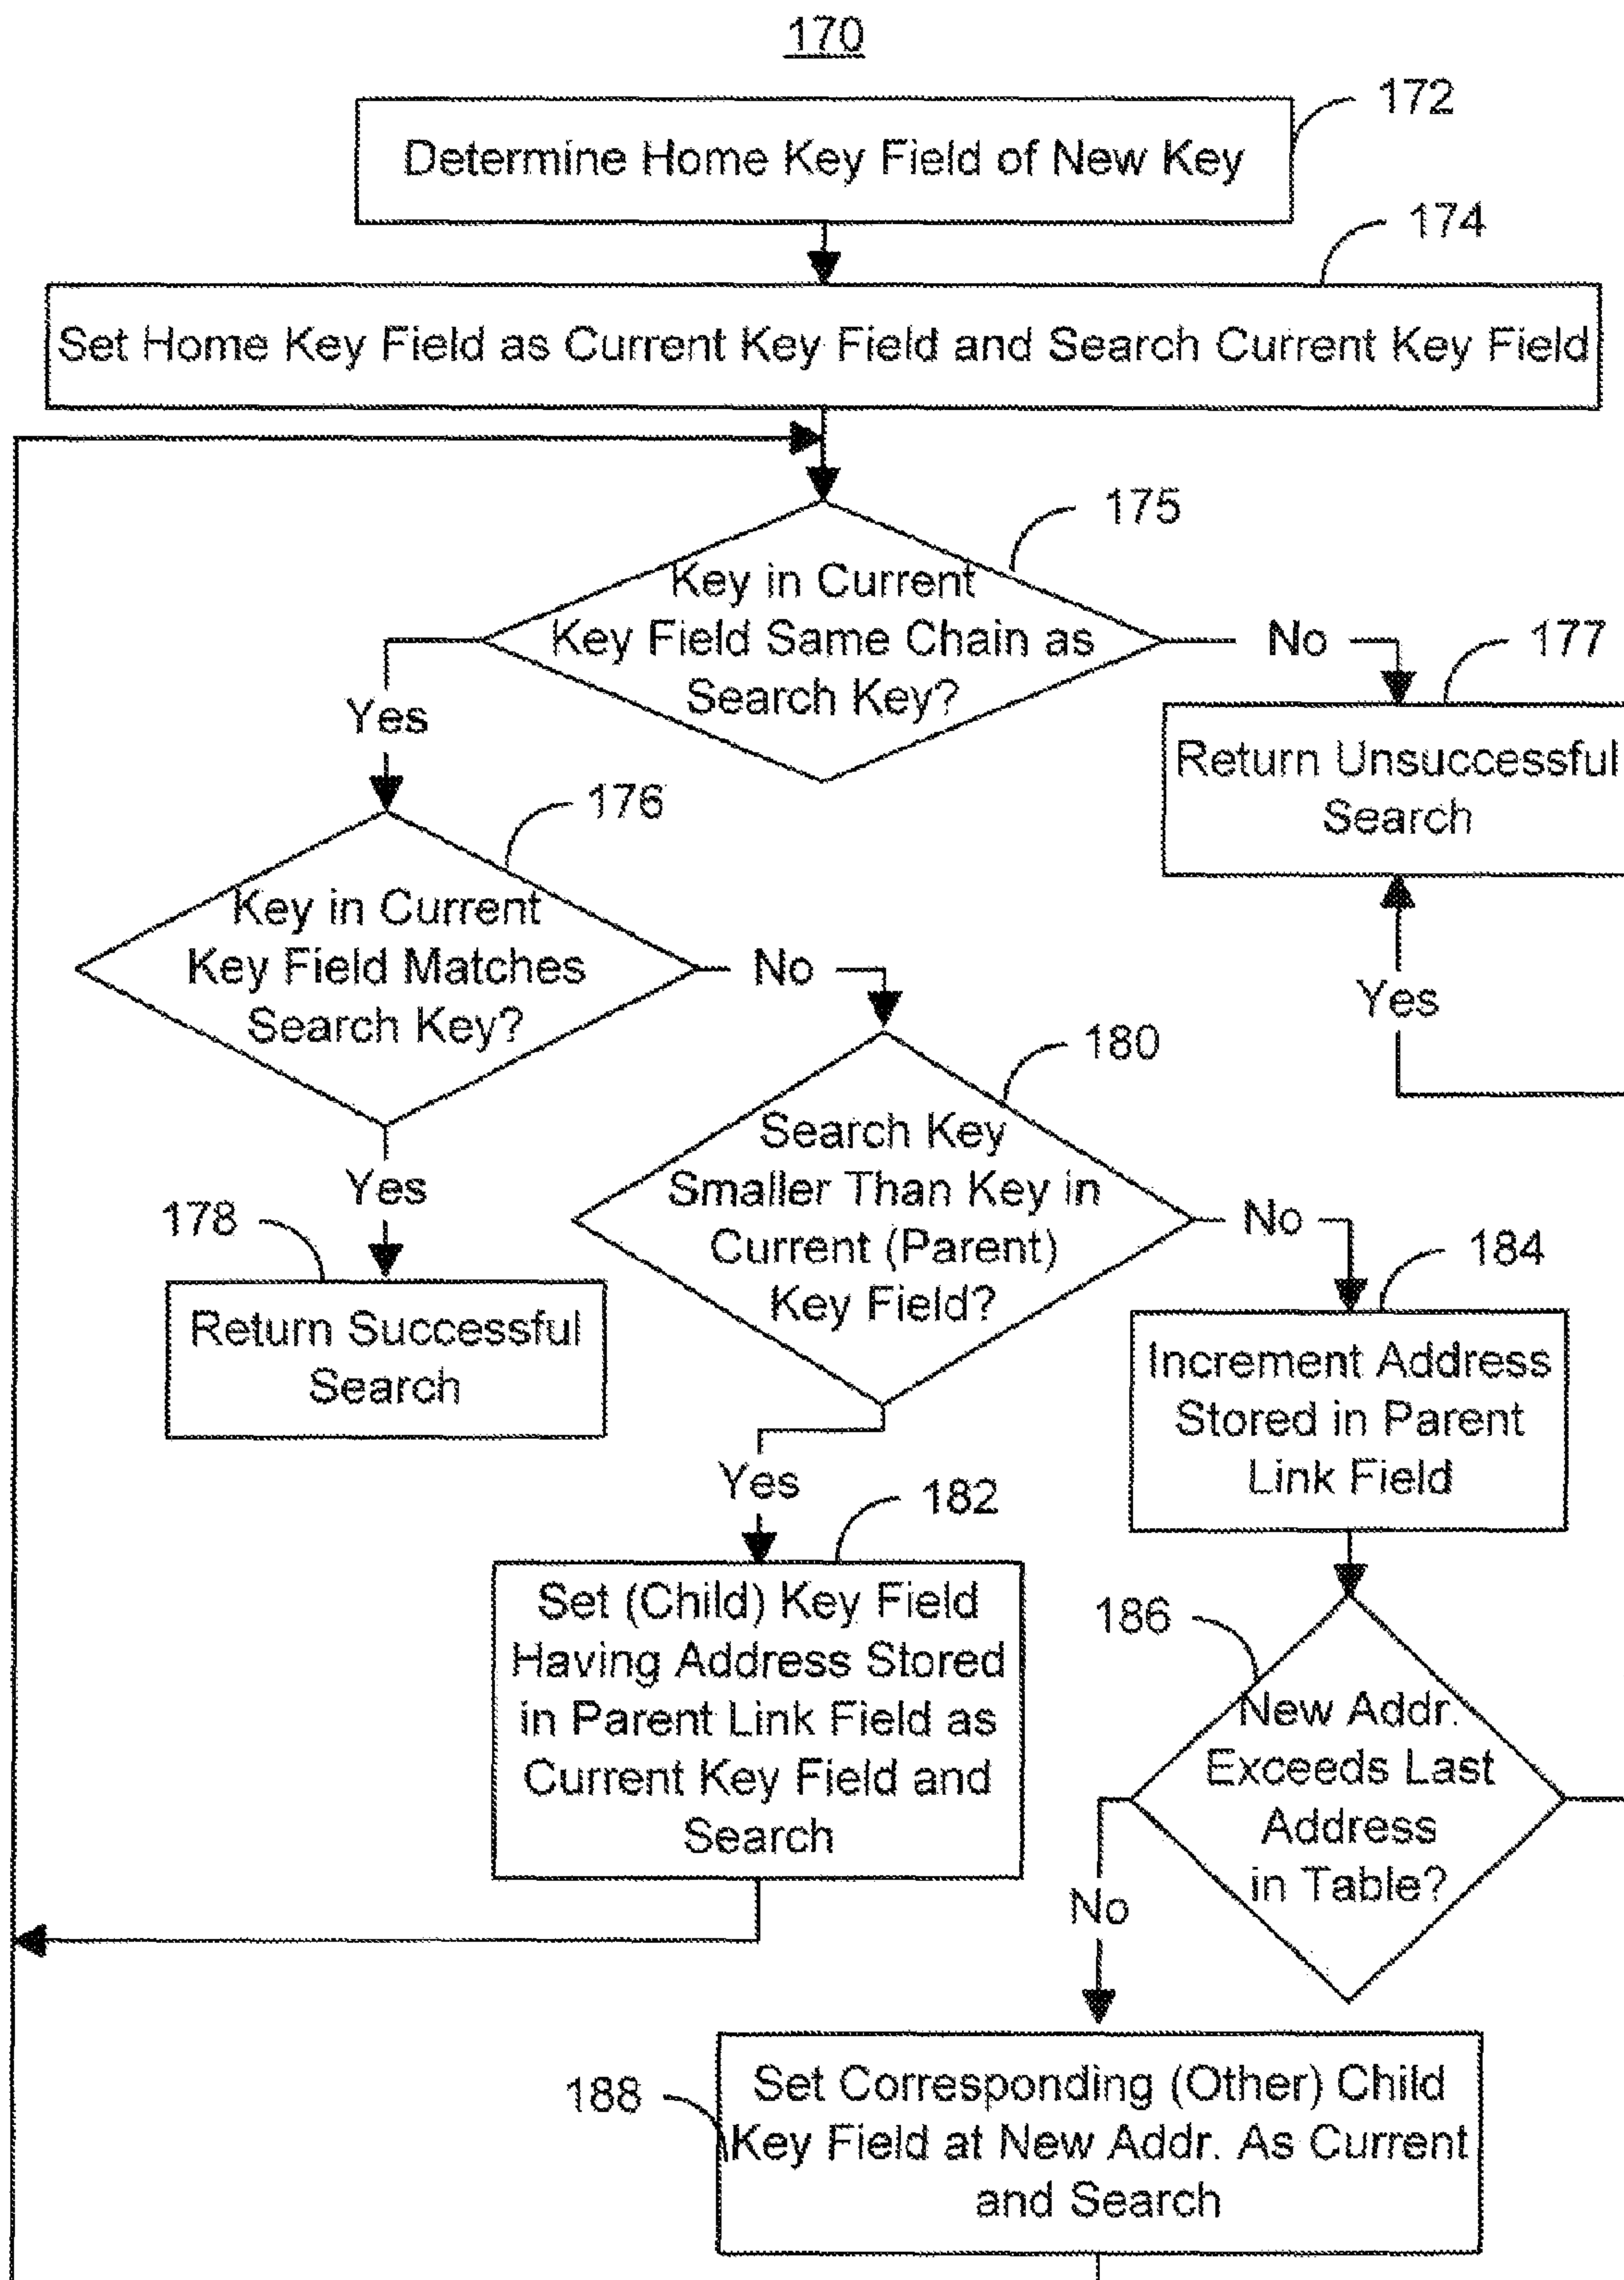 170
172
Determine Home Key Field of New Key
174
Set Home Key Field as Current Key Field and Search Current Key Field
175
Key in Current
Key Field Same Chain as
Search Key?
No
177
Yes
Return Unsuccessful
Search
176
Key in Current
Key Field Matches
Search Key?
No
Yes
180
Search Key
Smaller Than Key in
Current (Parent)
Key Field?
Yes
178
No
184
Return Successful
Search
Increment Address
Stored in Parent
Link Field
Yes
182
Set (Child) Key Field
Having Address Stored
in Parent Link Field as
Current Key Field and
Search
186
New Addr.
Exceeds Last
Address
in Table?
No
188
Set Corresponding (Other) Child
Key Field at New Addr. As Current
and Search